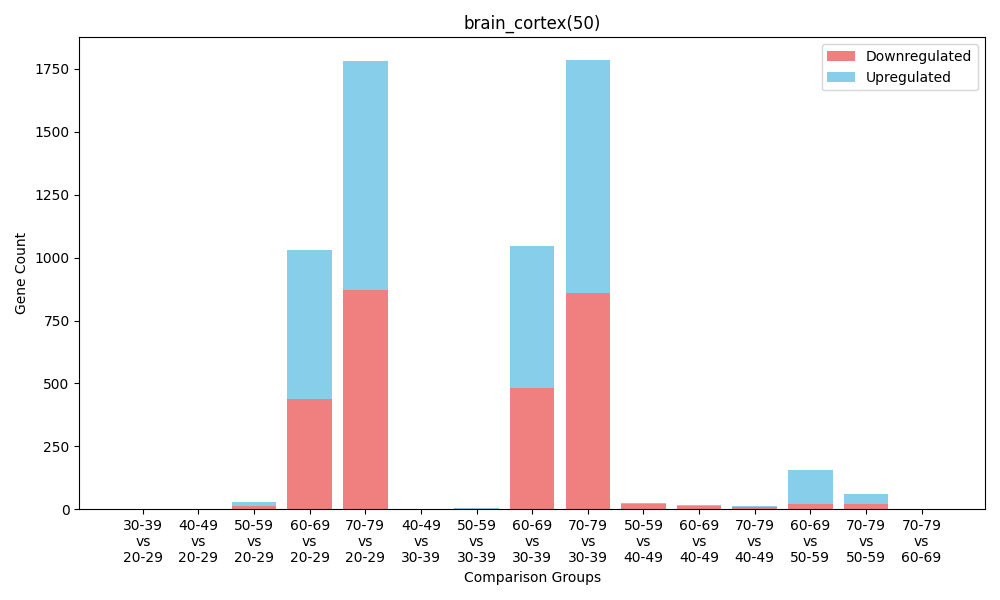 brain_cortex(50)
Downregulated
Upregulated
Gene Count
1750
1500
1250
1000
750
500
250
0
30-39 40-49 50-59 60-69 70-79 40-49 50-59 60-69 70-79 50-59 60-69 70-79 60-69 70-79 70-79
vs vs vs vs vs vs vs vs vs vs vs vs vs vs vs
20-29 20-29 20-29 20-29 20-29 30-39 30-39 30-39 30-39 40-49 40-49 40-49 50-59 50-59 60-69
Comparison Groups